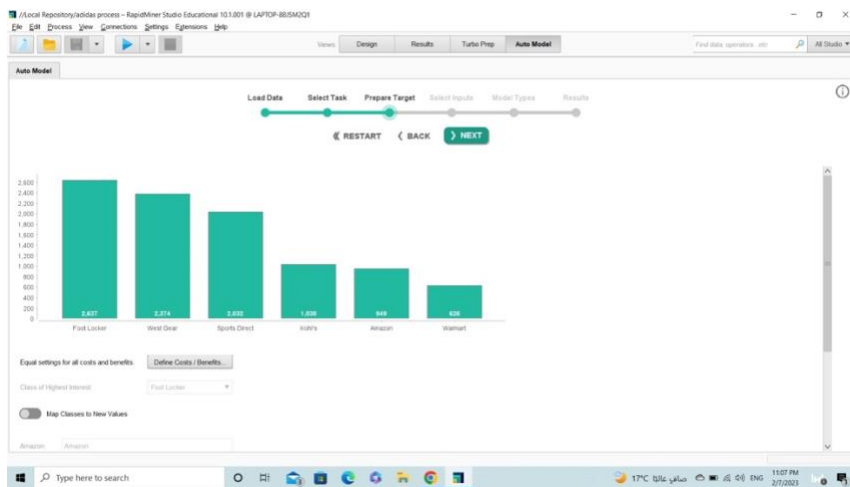 //Local Repository/adidas process – RapidMiner Studio Educational 10.1.001 @ LAPTOP-8BJSM2Q1
File Edit Process View Connections Settings Extensions Help
Views: Design Results Turbo Prep Auto Model
Find data, operators...etc All Studio
Auto Model
Load Data Select Task Prepare Target Select Inputs Model Types Results
RESTART BACK NEXT
2,600
2,400
2,200
2,000
1,800
1,600
1,400
1,200
1,000
800
600
400
200
0
2,637 2,374 2,032 1,030 949 626
Foot Locker West Gear Sports Direct Kohl's Amazon Walmart
Equal settings for all costs and benefits Define Costs / Benefits...
Class of Highest Interest: Foot Locker
Map Classes to New Values
Amazon: Amazon
Type here to search
17°C صافٍ غالبًا ENG 11:07 PM
2/7/2023